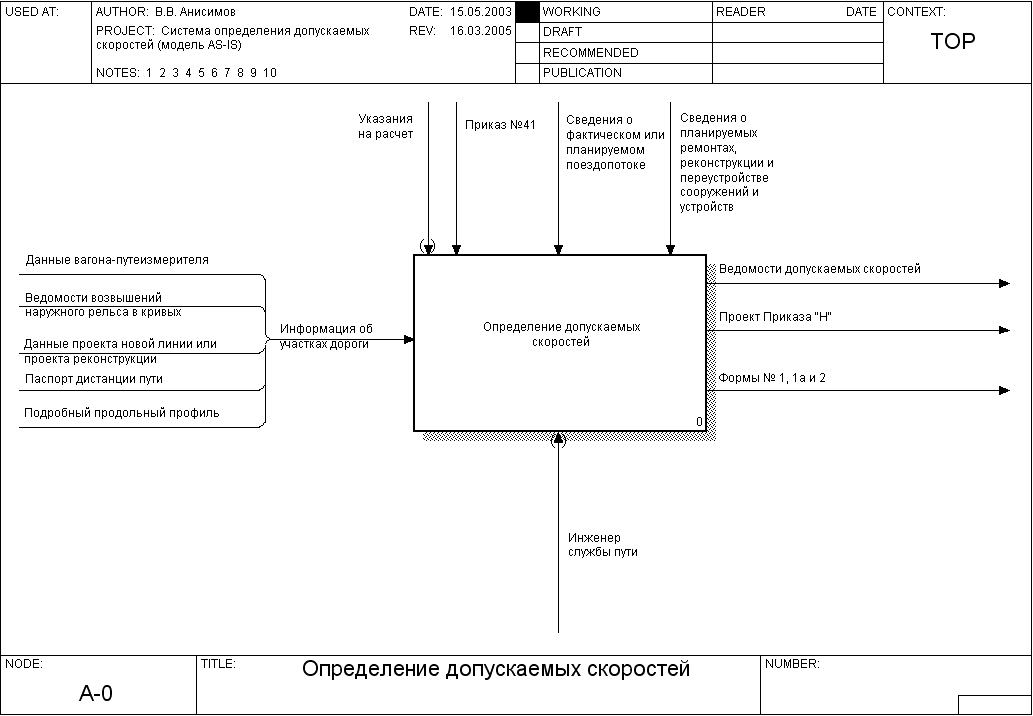 USED AT:
AUTHOR: В.В. Анисимов
DATE: 15.05.2003
WORKING
READER
DATE
CONTEXT:
PROJECT: Система определения допускаемых
скоростей (модель AS-IS)
REV: 16.03.2005
DRAFT
TOP
RECOMMENDED
NOTES: 1 2 3 4 5 6 7 8 9 10
PUBLICATION
Указания
на расчет
Приказ №41
Сведения о
фактическом или
планируемом
поездопотоке
Сведения о
планируемых
ремонтах,
реконструкции и
переустройстве
сооружений и
устройств
Данные вагона-путеизмерителя
Ведомости возвышений
наружного рельса в кривых
Данные проекта новой линии или
проекта реконструкции
Паспорт дистанции пути
Подробный продольный профиль
Информация об
участках дороги
Определение допускаемых
скоростей
0
Ведомости допускаемых скоростей
Проект Приказа "Н"
Формы № 1, 1а и 2
Инженер
службы пути
NODE:
A-0
TITLE:
Определение допускаемых скоростей
NUMBER: